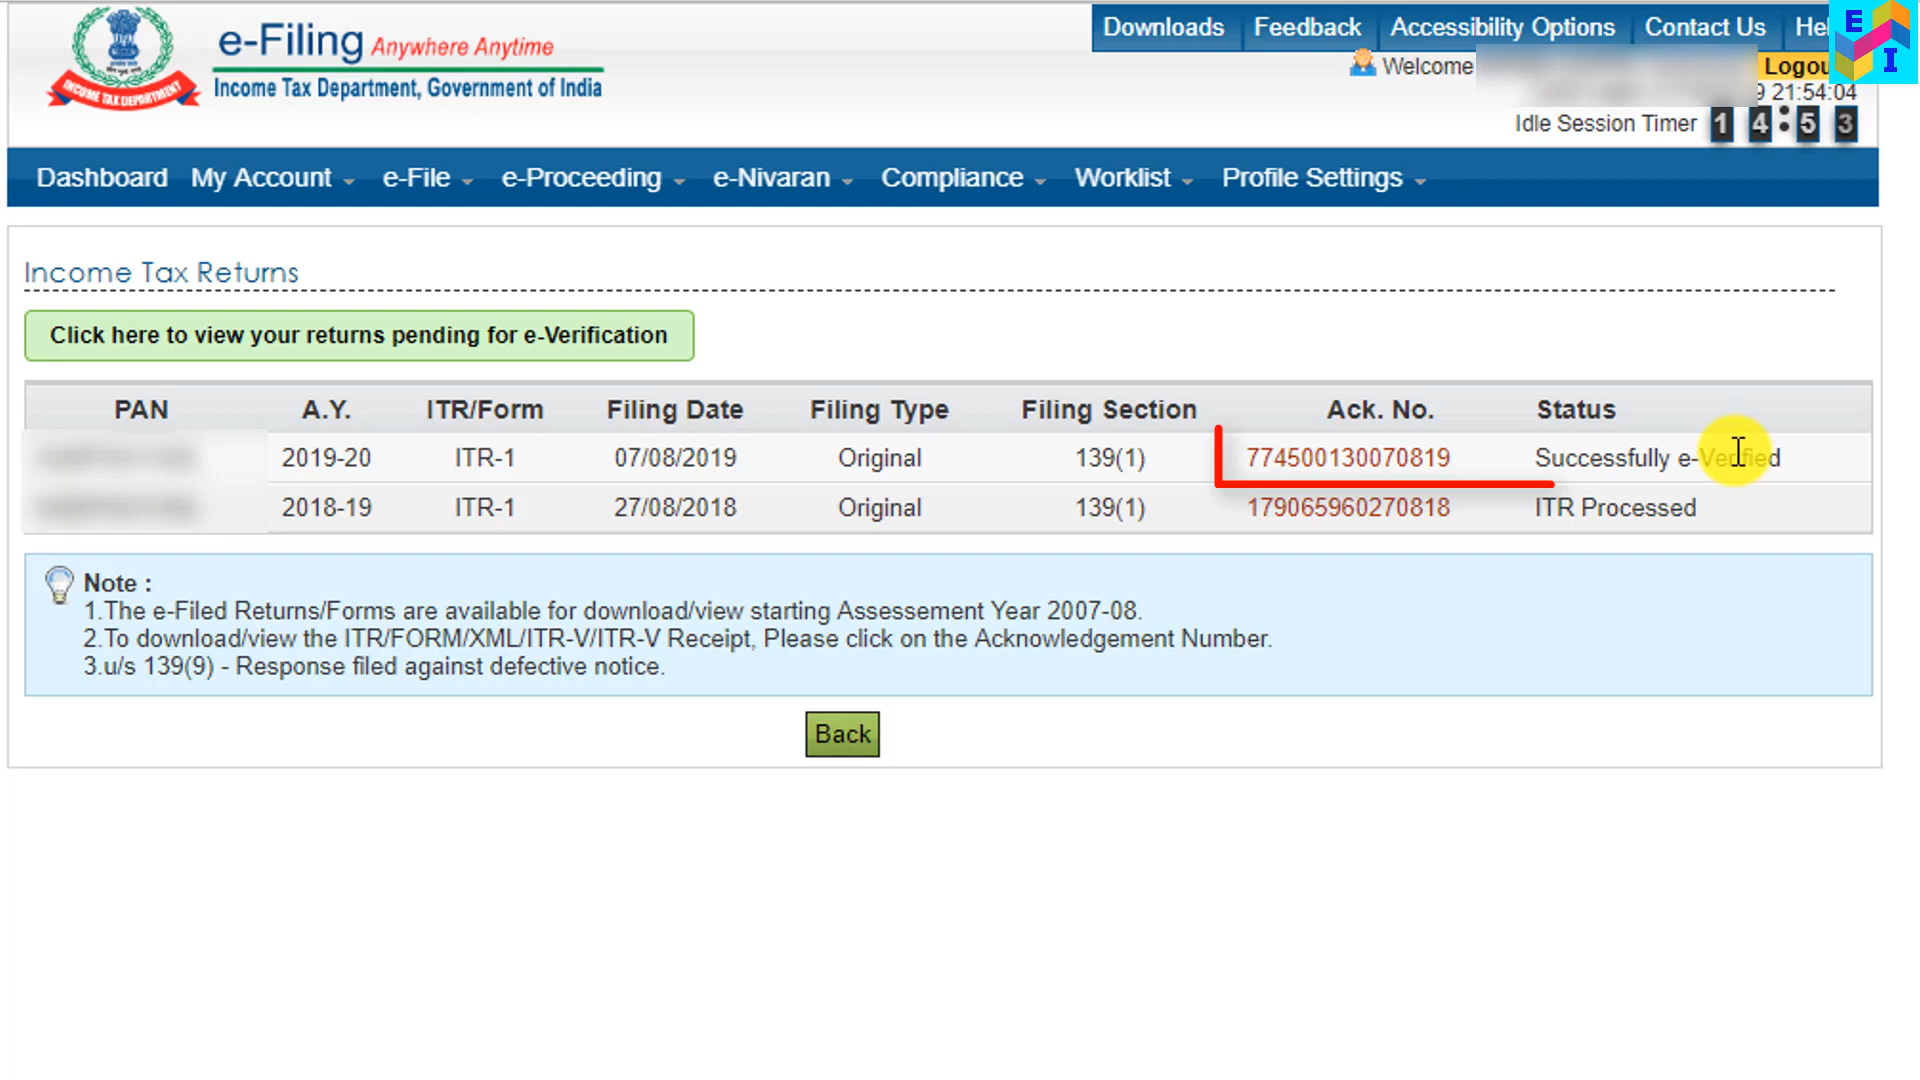 Downloads Feedback Accessibility Options Contact Us
e-Filing Anywhere Anytime
Income Tax Department, Government of India
INCOME TAX DEPARTMENT
Welcome
E
I
9 21:54:04
Idle Session Timer 1 4 : 5 3
Dashboard My Account e-File e-Proceeding e-Nivaran Compliance Worklist Profile Settings
Income Tax Returns
Click here to view your returns pending for e-Verification
PAN A.Y. ITR/Form Filing Date Filing Type Filing Section Ack. No. Status
2019-20 ITR-1 07/08/2019 Original 139(1) 774500130070819 Successfully e-Verified
2018-19 ITR-1 27/08/2018 Original 139(1) 179065960270818 ITR Processed
Note :
1.The e-Filed Returns/Forms are available for download/view starting Assessement Year 2007-08.
2.To download/view the ITR/FORM/XML/ITR-V/ITR-V Receipt, Please click on the Acknowledgement Number.
3.u/s 139(9) - Response filed against defective notice.
Back